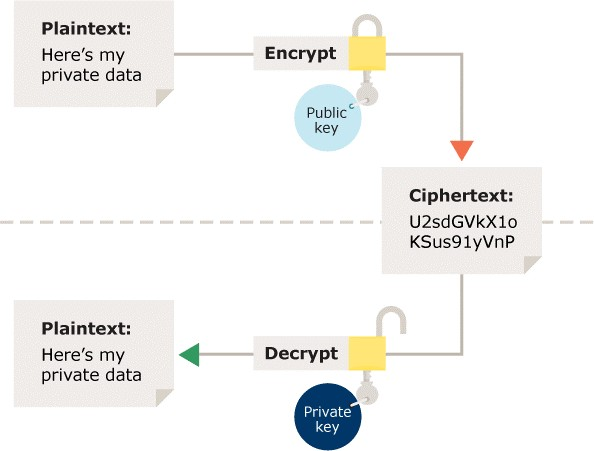 Plaintext:
Here's my
private data
Encrypt
Public
key
Ciphertext:
U2sdGVkX1o
KSus91yVnP
Plaintext:
Here's my
private data
Decrypt
Private
key